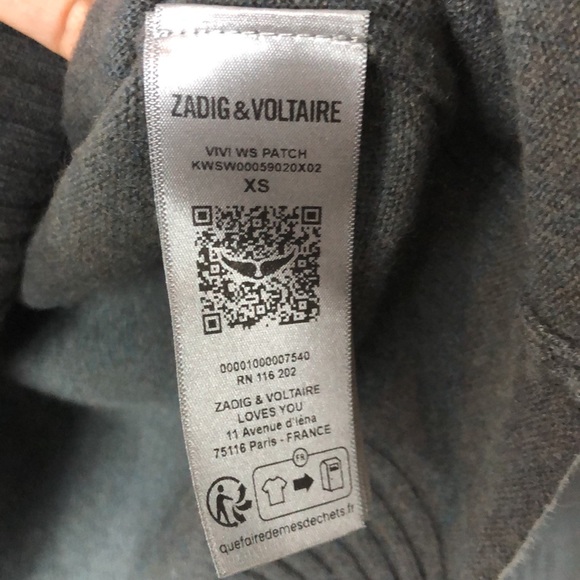 ZADIG & VOLTAIRE
VIVI WS PATCH
KWSW00059020X02
XS
00001000007540
RN 116 202
ZADIG & VOLTAIRE
LOVES YOU
11 Avenue d'iéna
75116 Paris - FRANCE
FR
quefairedemesdechets.fr